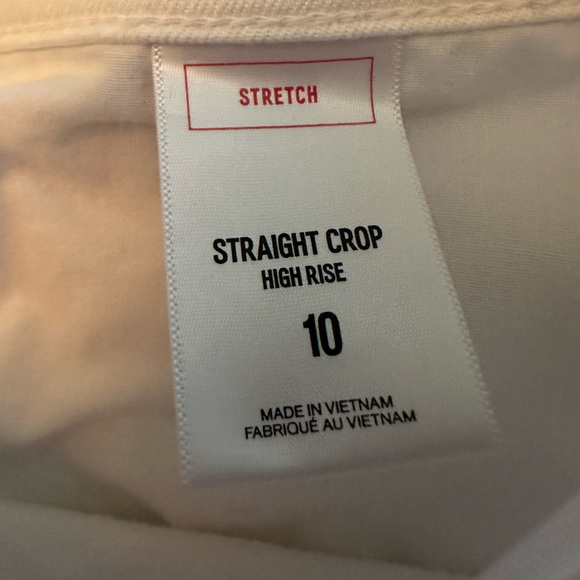 STRETCH
STRAIGHT CROP
HIGH RISE
10
MADE IN VIETNAM
FABRIQUÉ AU VIETNAM